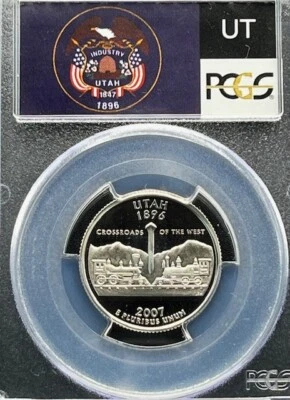 INDUSTRY
UTAH
1847
1896
UT
PCGS
UTAH
1896
CROSSROADS OF THE WEST
2007
E PLURIBUS UNUM
PCGS